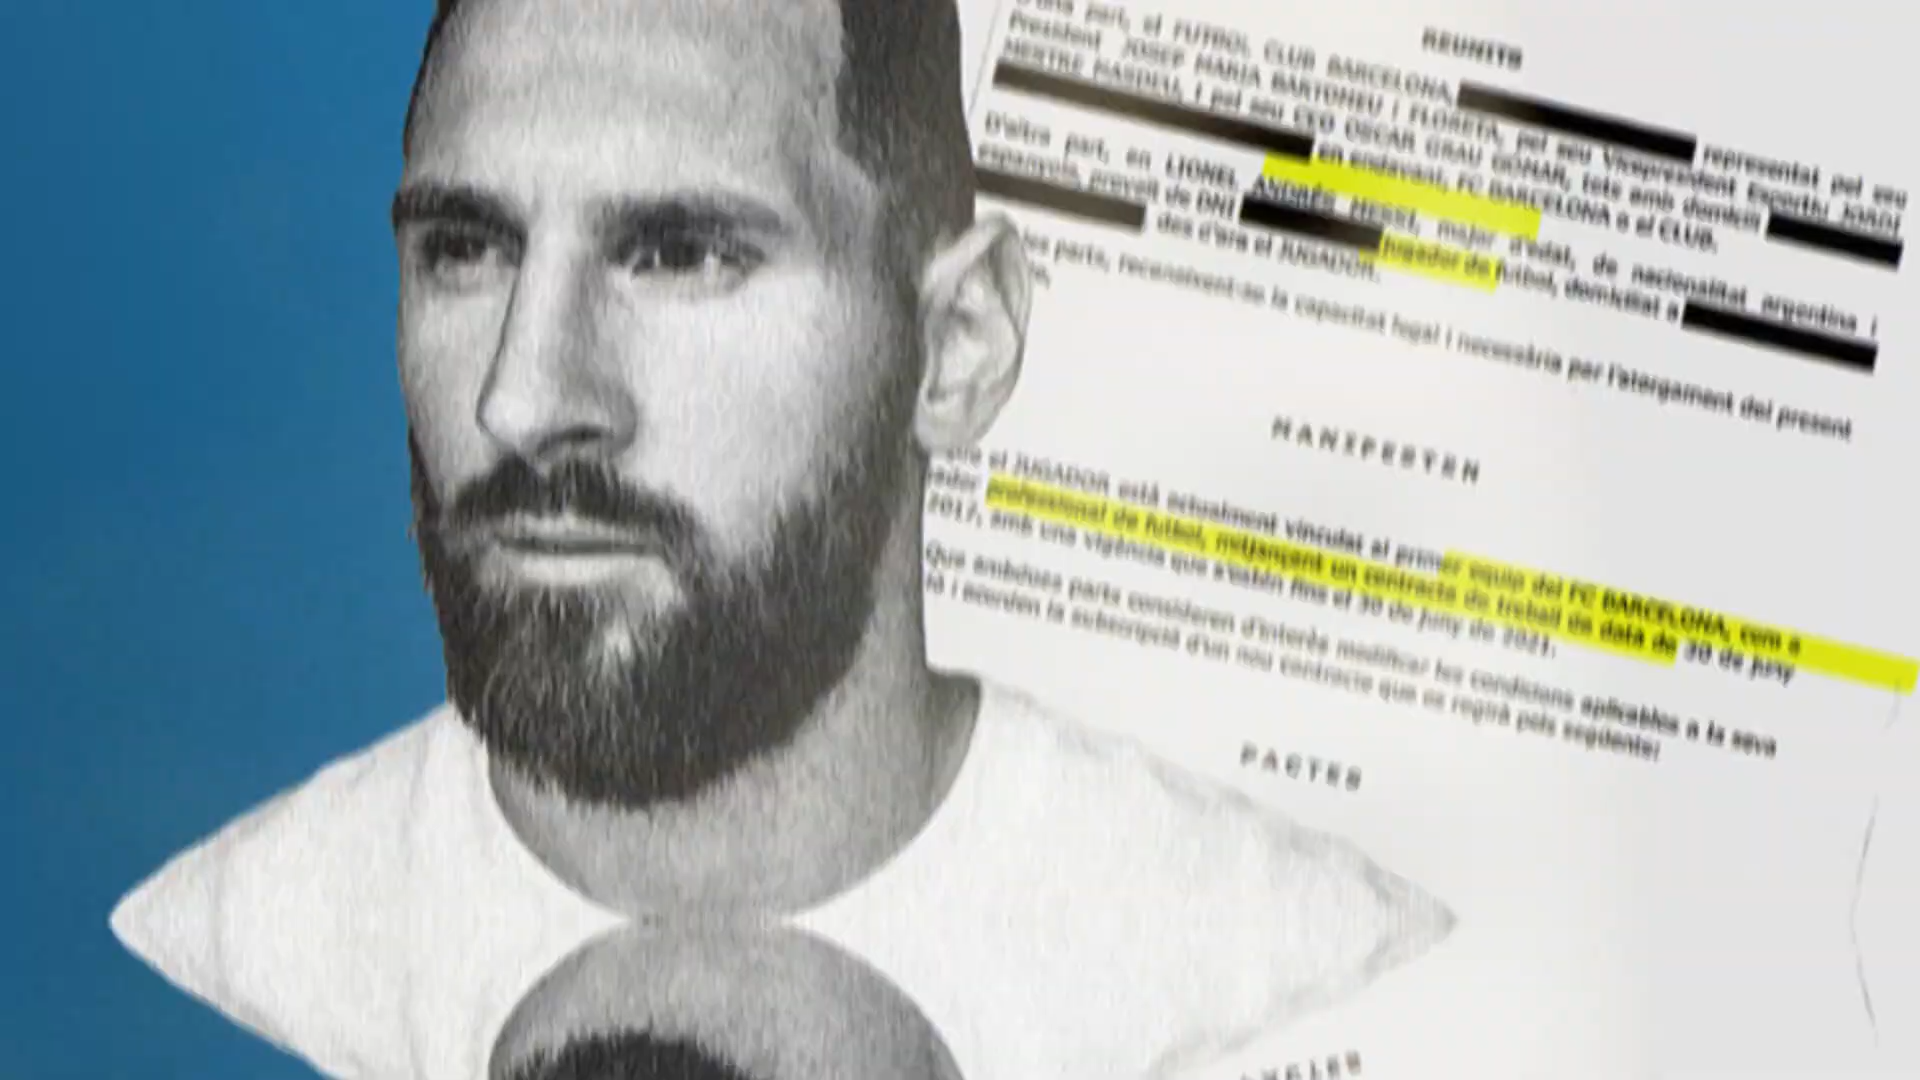 REUNITS
D'una part, el FUTBOL CLUB BARCELONA, representat pel seu
President JOSEP MARIA BARTOMEU I FLORETA, pel seu Vicepresident Esportiu JORDI
MESTRE MASDEU, i pel seu CEO OSCAR GRAU GOMAR, tots amb domicili
en endavant, FC BARCELONA o el CLUB.
D'altra part, en LIONEL ANDRÉS MESSI, major d'edat, de nacionalitat argentina i
espanyola, proveït de DNI jugador de futbol, domiciliat a
des d'ara el JUGADOR.
les parts, reconeixent-se la capacitat legal i necessària per l'atorgament del present
MANIFESTEN
el JUGADOR està actualment vinculat al primer equip del FC BARCELONA, com a
professional de futbol, mitjançant un contracte de treball de data de 30 de juny
2017, amb una vigència que s'estén fins el 30 de juny de 2021.
Que ambdues parts consideren d'interès modificar les condicions aplicables a la seva
i acorden la subscripció d'un nou contracte que es regirà pels següents:
PACTES